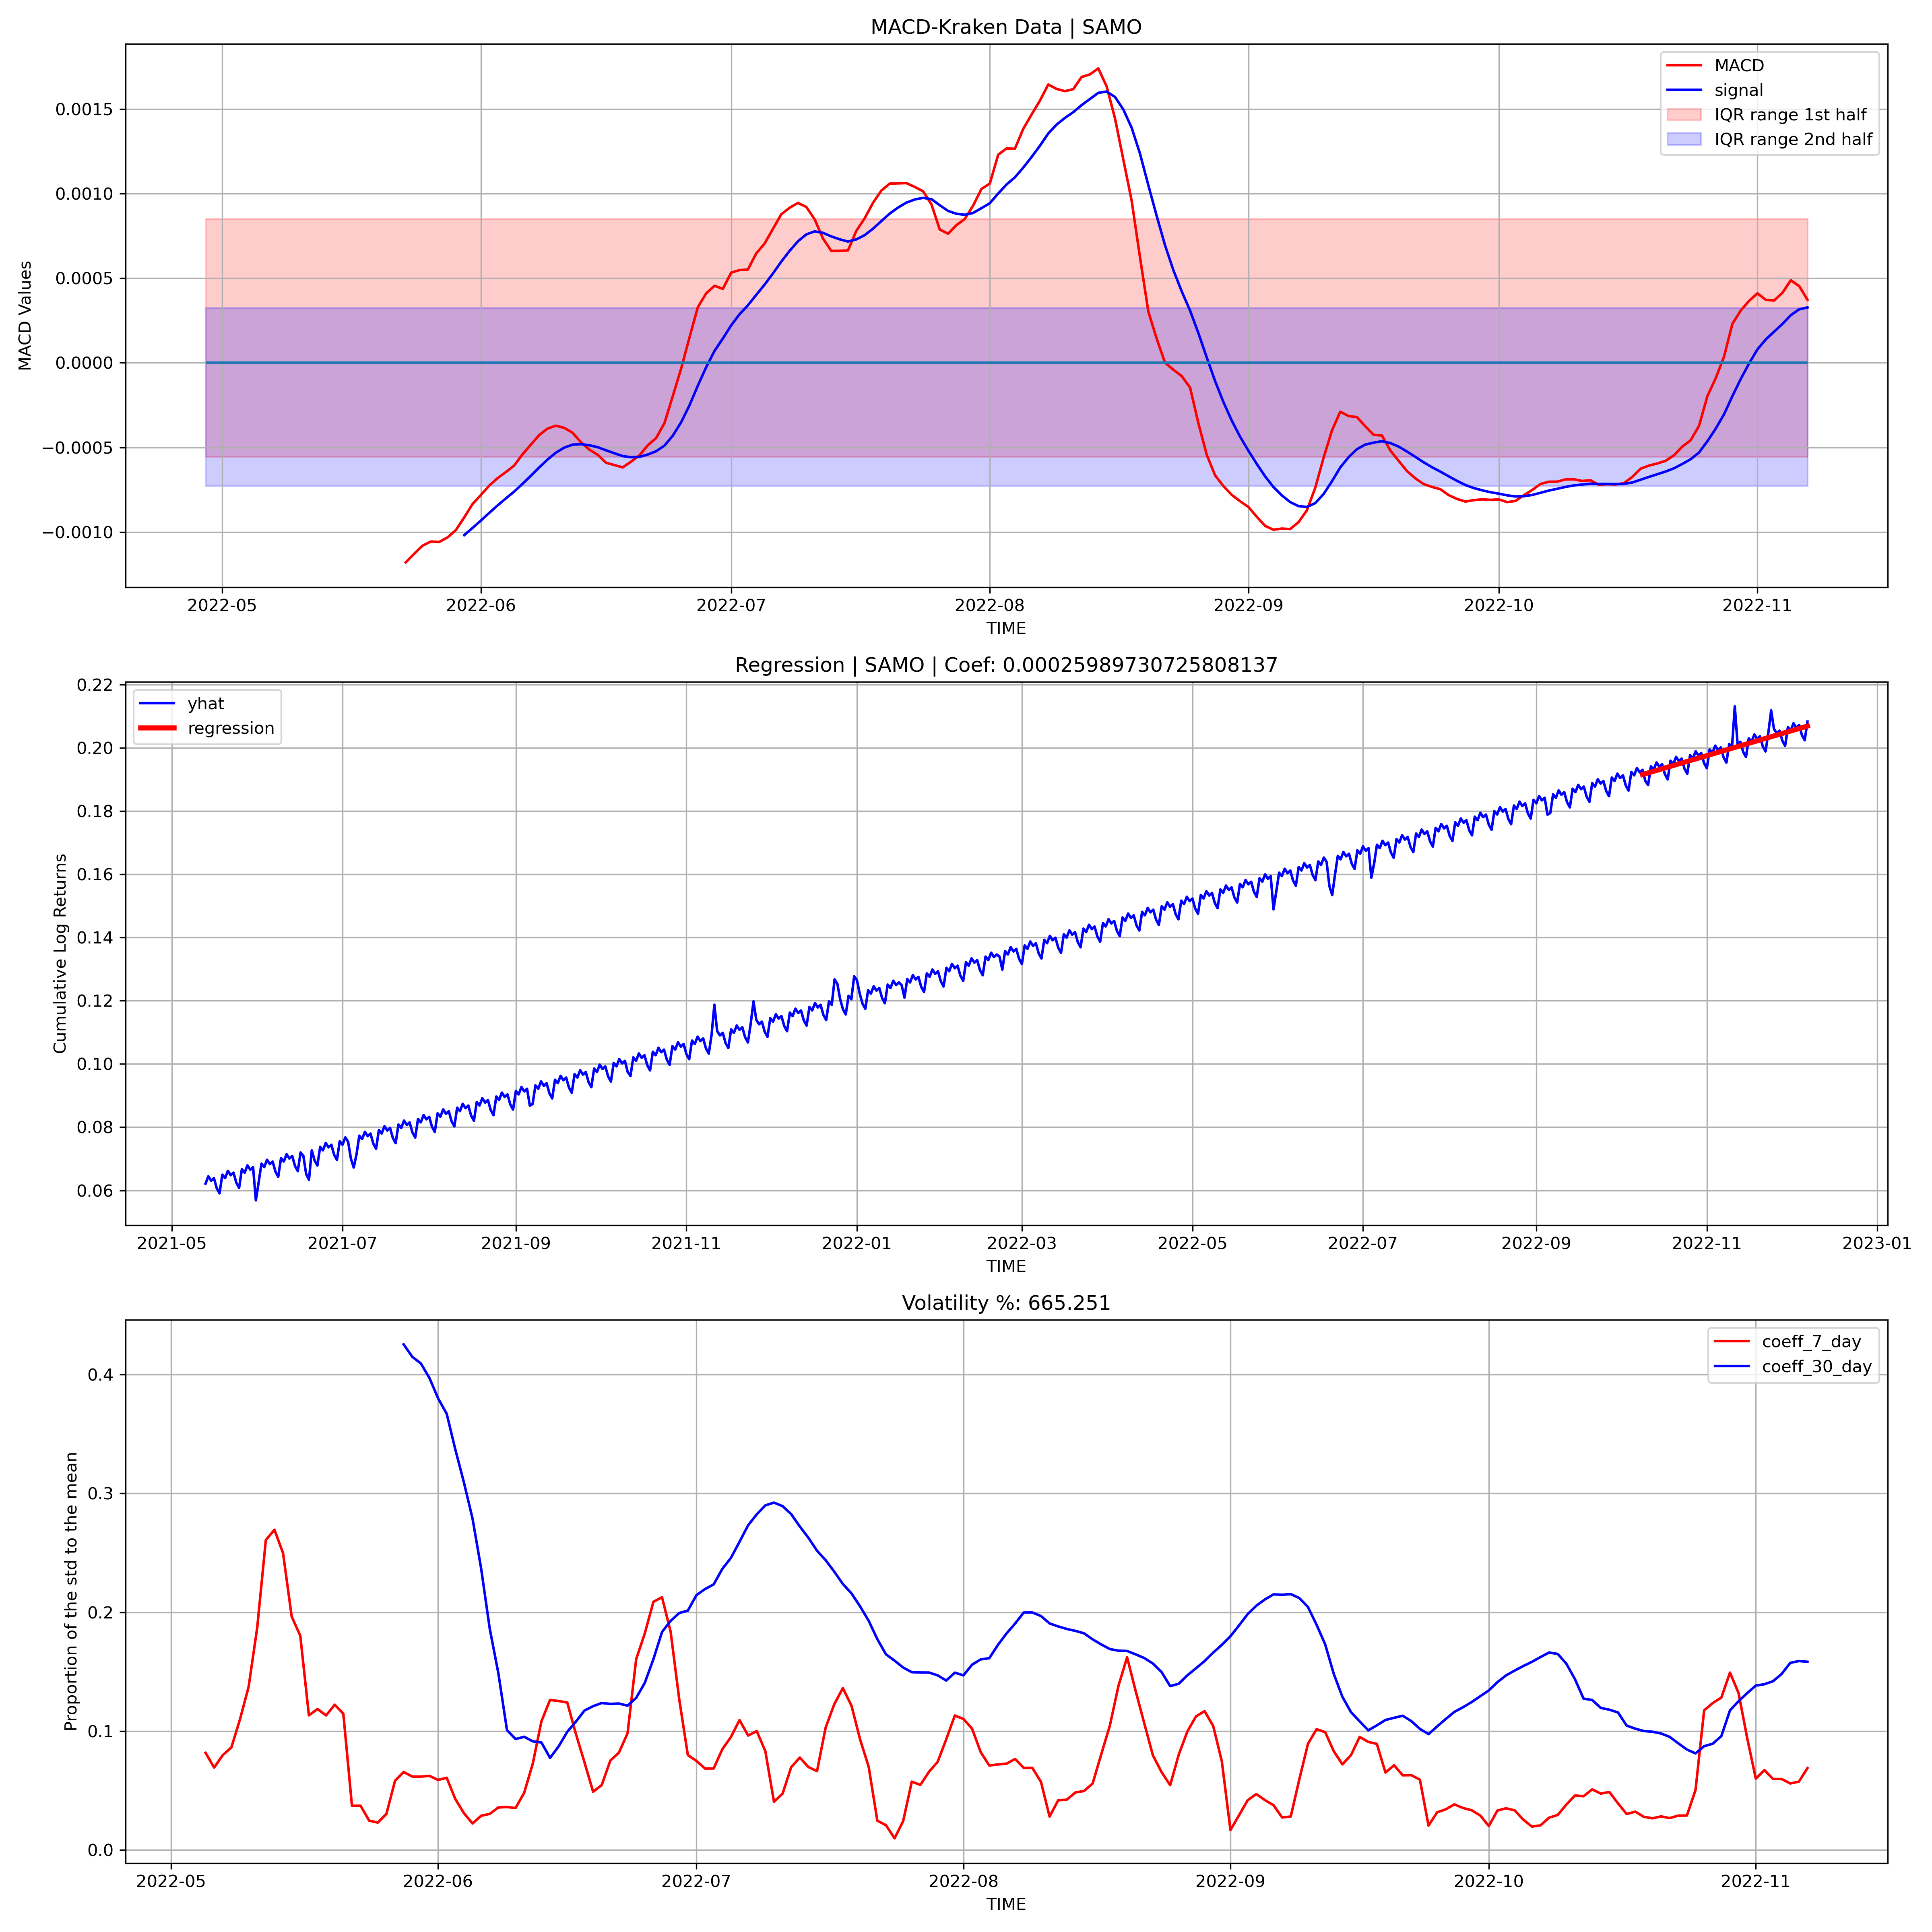 MACD-Kraken Data | SAMO
MACD
signal
IQR range 1st half
IQR range 2nd half
MACD Values
0.0015
0.0010
0.0005
0.0000
−0.0005
−0.0010
2022-05 2022-06 2022-07 2022-08 2022-09 2022-10 2022-11
TIME
Regression | SAMO | Coef: 0.00025989730725808137
yhat
regression
Cumulative Log Returns
0.22
0.20
0.18
0.16
0.14
0.12
0.10
0.08
0.06
2021-05 2021-07 2021-09 2021-11 2022-01 2022-03 2022-05 2022-07 2022-09 2022-11 2023-01
TIME
Volatility %: 665.251
coeff_7_day
coeff_30_day
Proportion of the std to the mean
0.4
0.3
0.2
0.1
0.0
2022-05 2022-06 2022-07 2022-08 2022-09 2022-10 2022-11
TIME